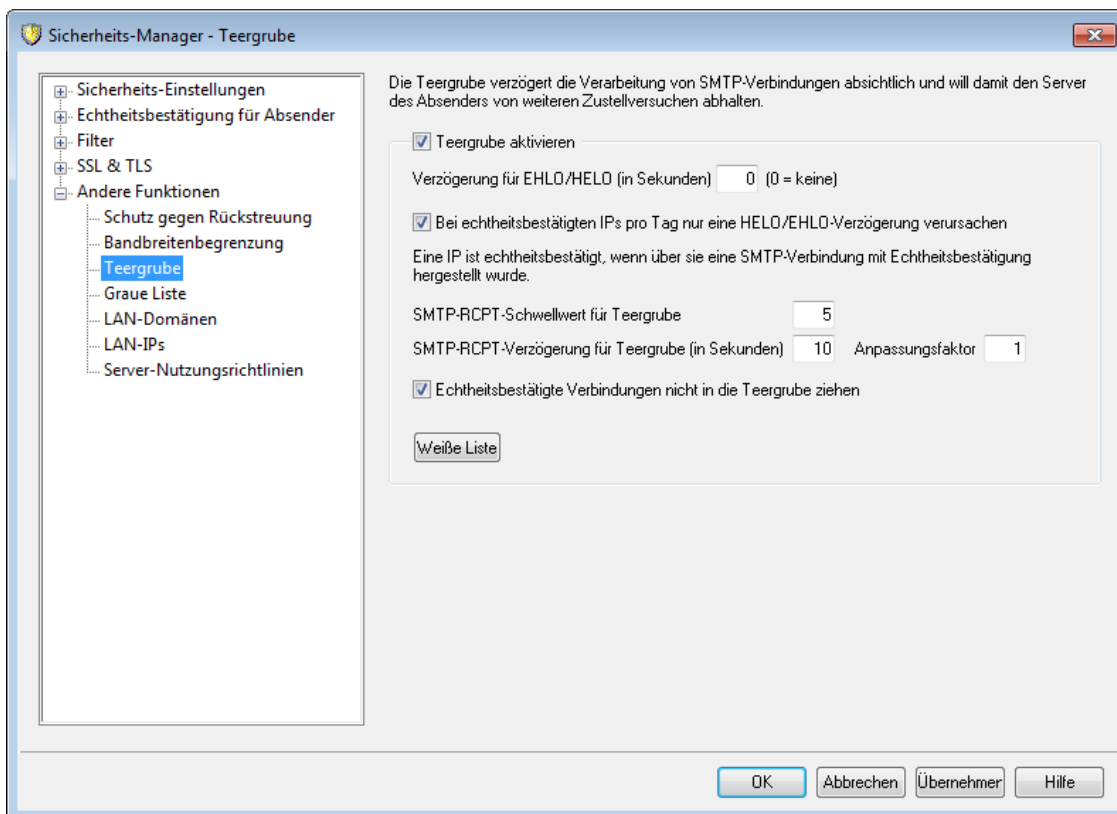 Sicherheits-Manager - Teergrube
Sicherheits-Einstellungen
Echtheitsbestätigung für Absender
Filter
SSL & TLS
Andere Funktionen
Schutz gegen Rückstreuung
Bandbreitenbegrenzung
Teergrube
Graue Liste
LAN-Domänen
LAN-IPs
Server-Nutzungsrichtlinien
Die Teergrube verzögert die Verarbeitung von SMTP-Verbindungen absichtlich und will damit den Server
des Absenders von weiteren Zustellversuchen abhalten.
Teergrube aktivieren
Verzögerung für EHLO/HELO (in Sekunden) 0 (0 = keine)
Bei echtheitsbestätigten IPs pro Tag nur eine HELO/EHLO-Verzögerung verursachen
Eine IP ist echtheitsbestätigt, wenn über sie eine SMTP-Verbindung mit Echtheitsbestätigung
hergestellt wurde.
SMTP-RCPT-Schwellwert für Teergrube 5
SMTP-RCPT-Verzögerung für Teergrube (in Sekunden) 10 Anpassungsfaktor 1
Echtheitsbestätigte Verbindungen nicht in die Teergrube ziehen
Weiße Liste
OK Abbrechen Übernehmer Hilfe